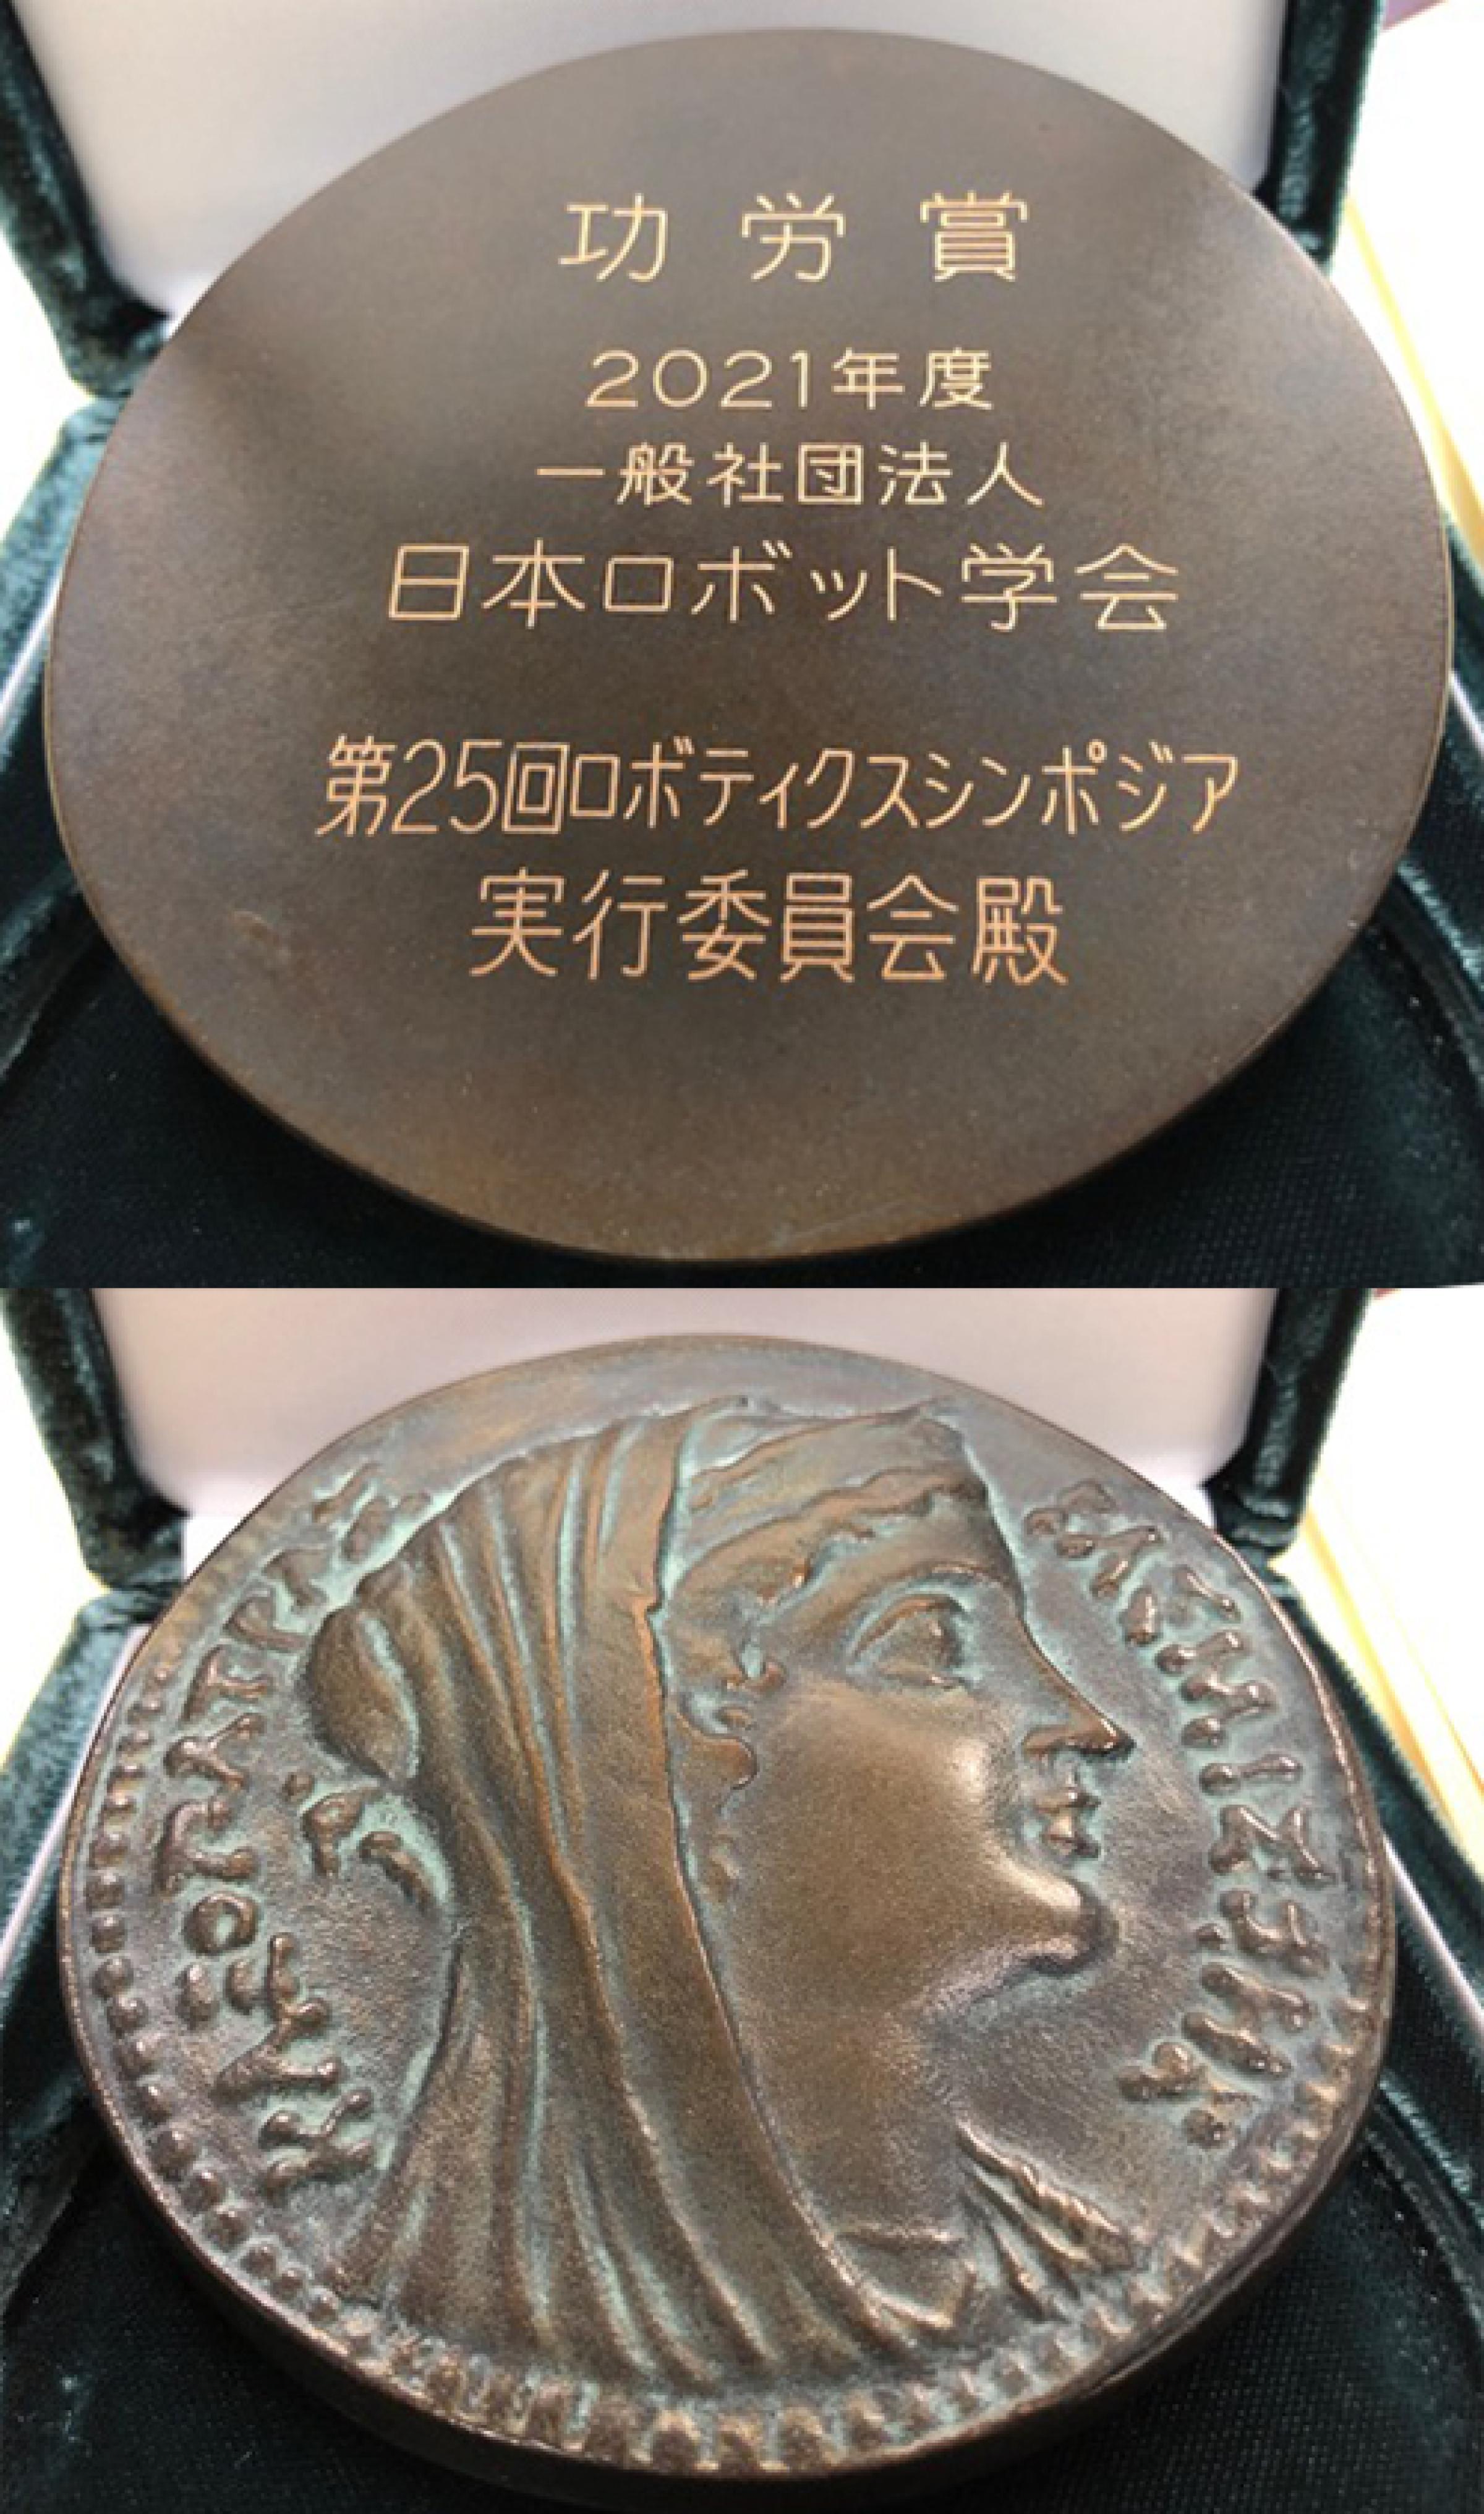 功労賞
2021年度
一般社団法人
日本ロボット学会
第25回ロボティクスシンポジア
実行委員会殿